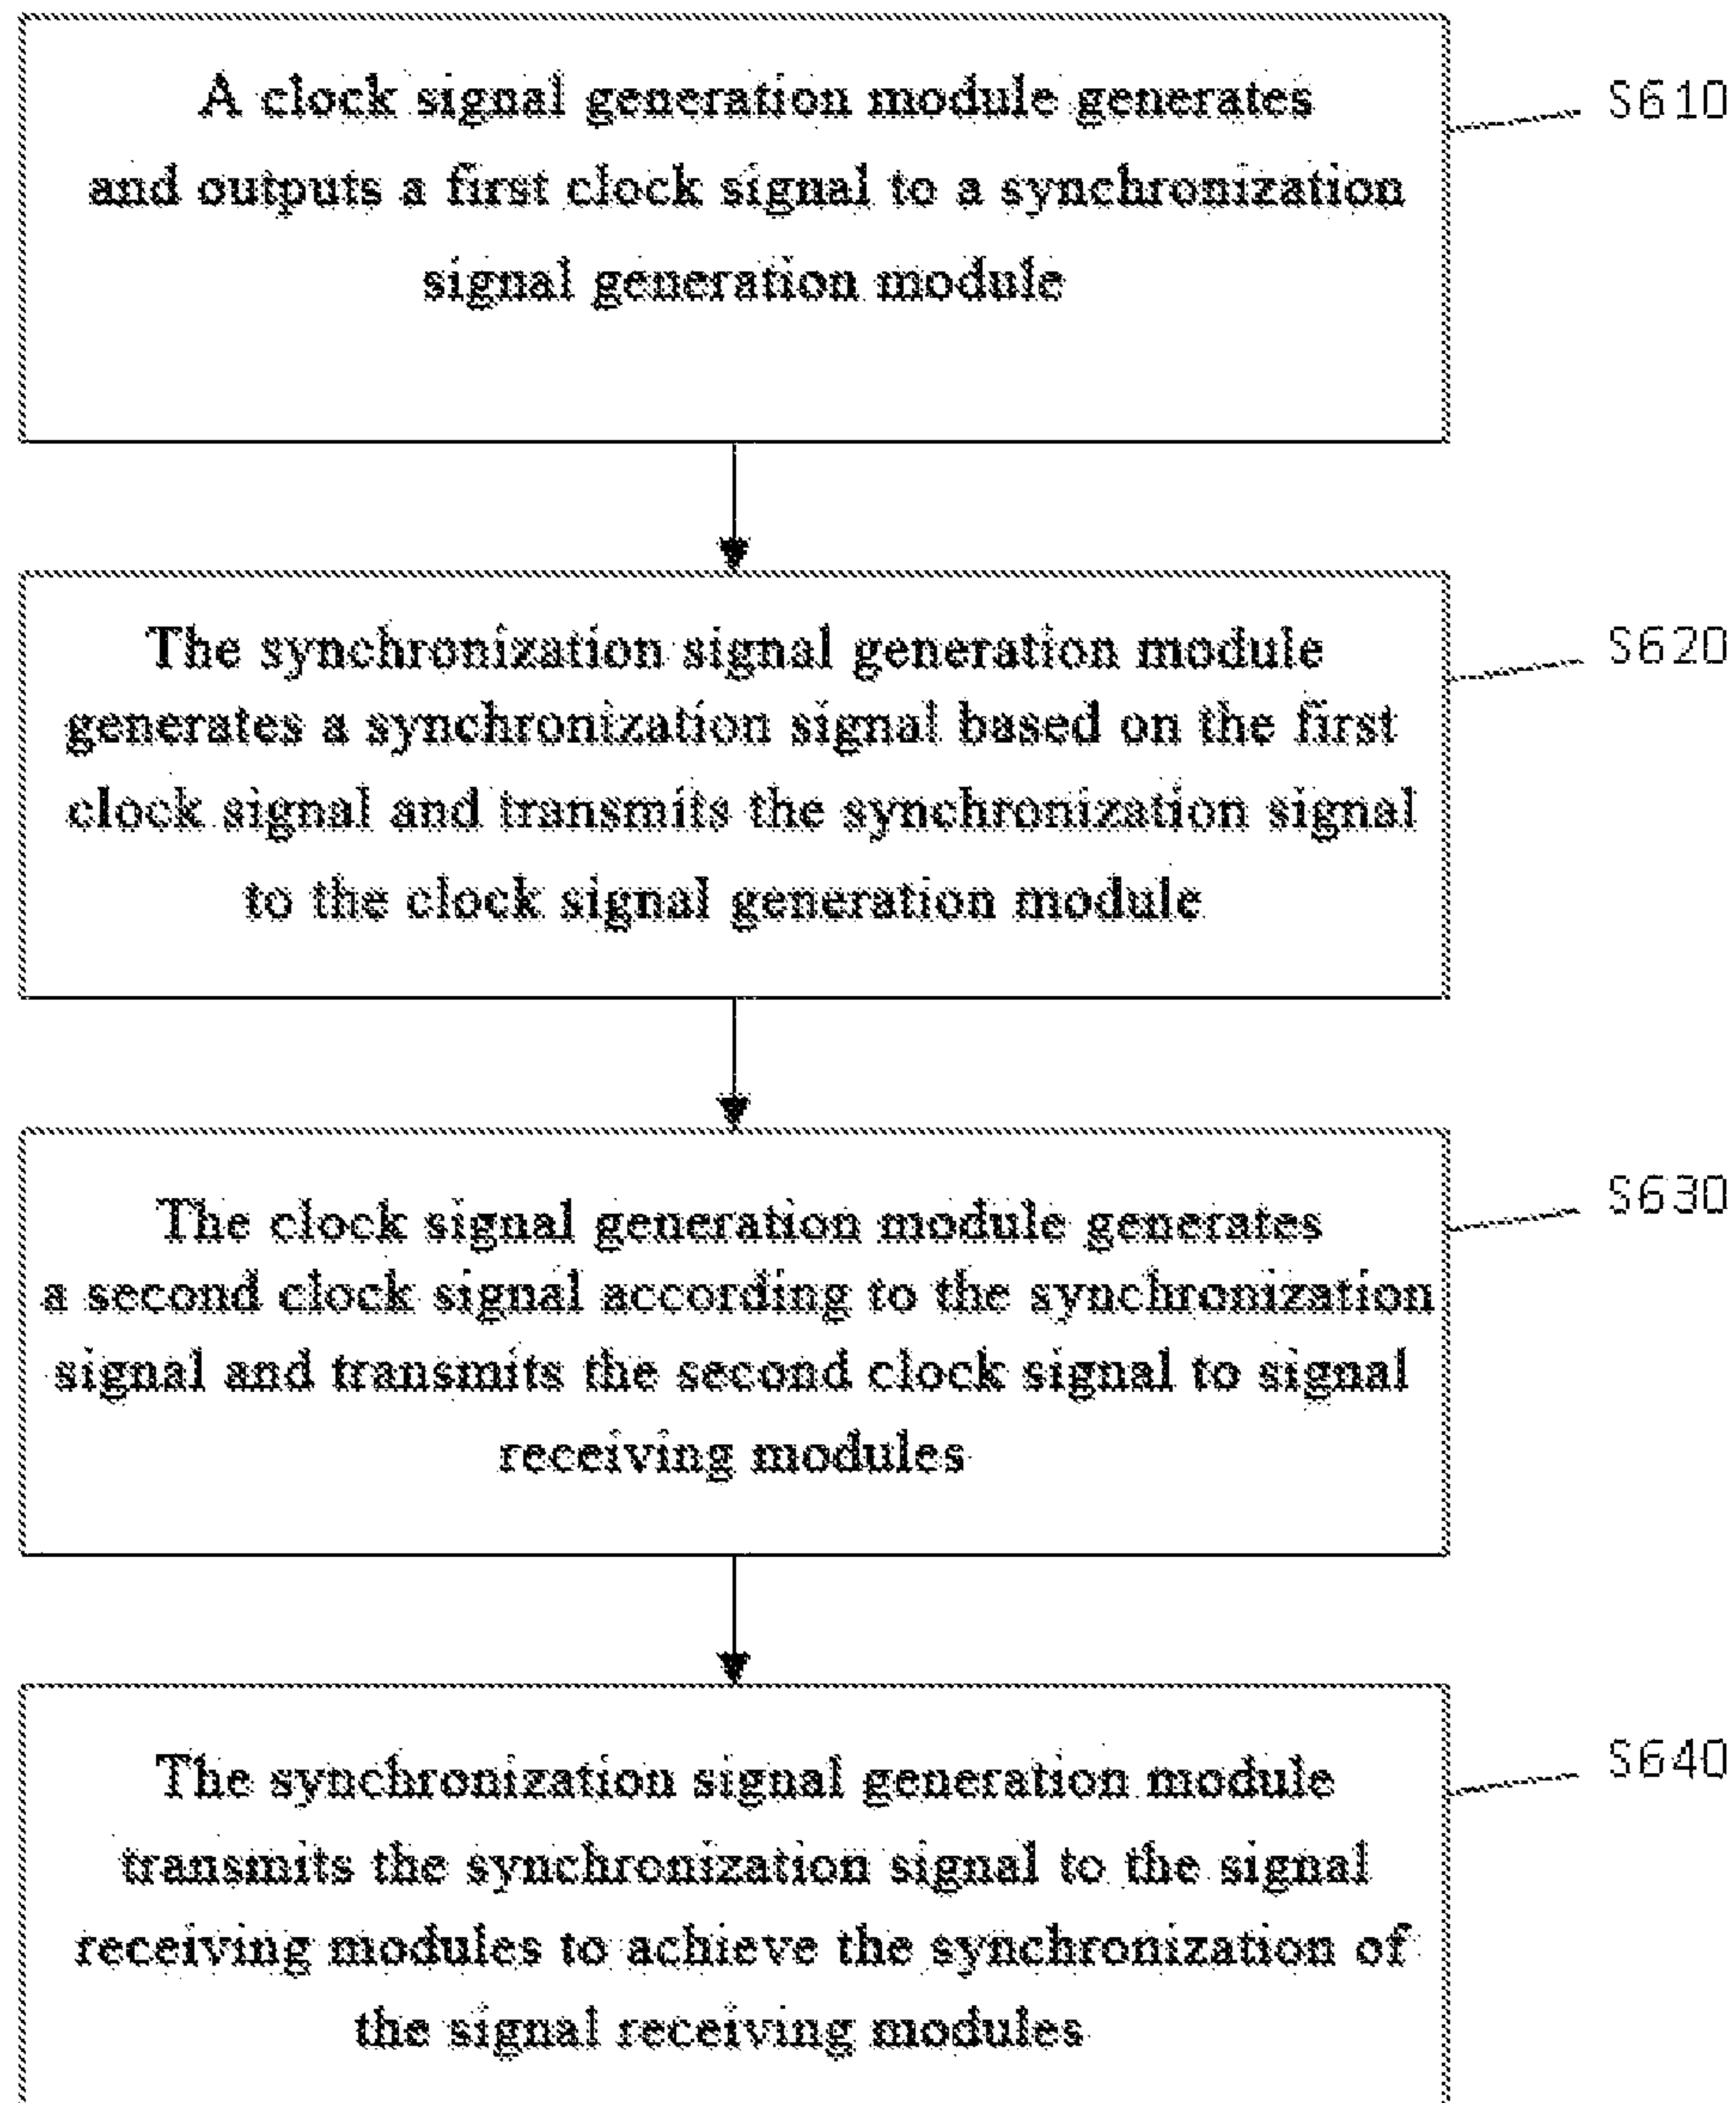 A clock signal generation module generates
and outputs a first clock signal to a synchronization
signal generation module
S610
The synchronization signal generation module
generates a synchronization signal based on the first
clock signal and transmits the synchronization signal
to the clock signal generation module
S620
The clock signal generation module generates
a second clock signal according to the synchronization
signal and transmits the second clock signal to signal
receiving modules
S630
The synchronization signal generation module
transmits the synchronization signal to the signal
receiving modules to achieve the synchronization of
the signal receiving modules
S640